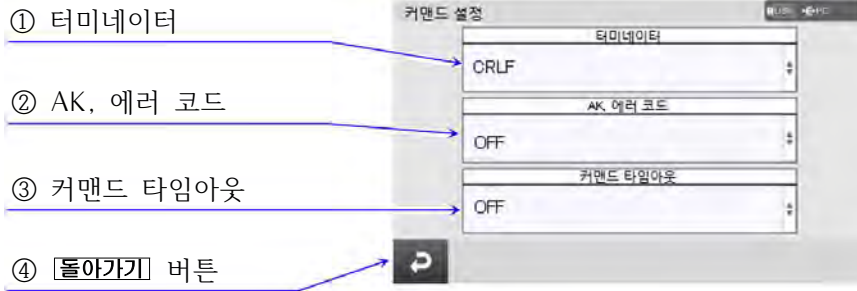 ① 터미네이터
② AK, 에러 코드
③ 커맨드 타임아웃
④ 돌아가기 버튼
커맨드 설정
터미네이터
CRLF
AK, 에러 코드
OFF
커맨드 타임아웃
OFF